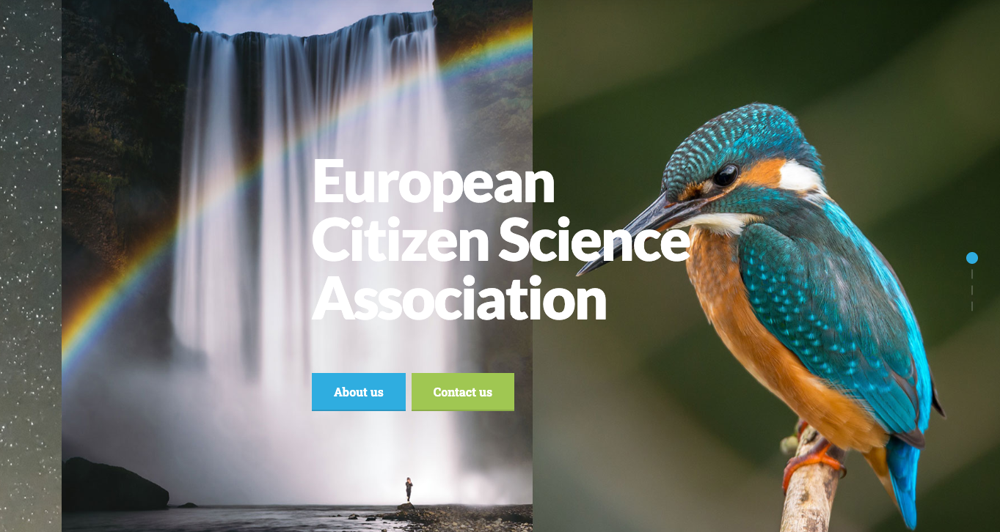 European
Citizen Science
Association
About us
Contact us